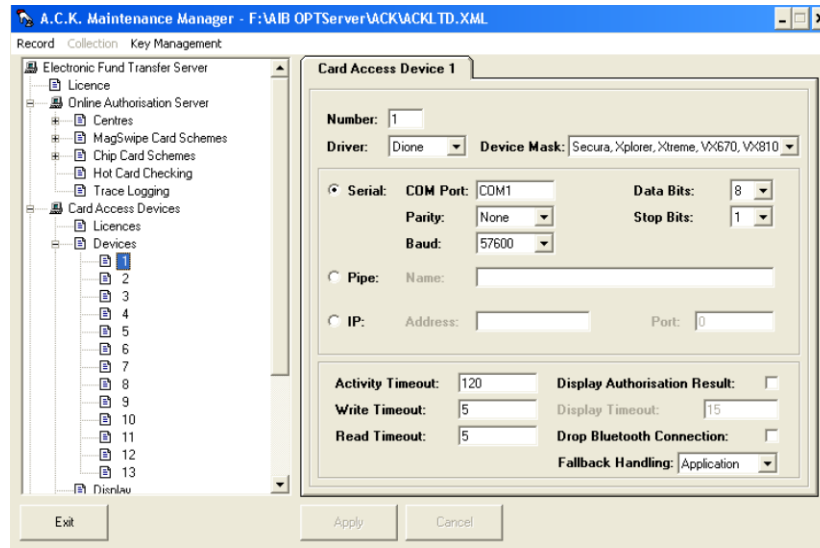 A.C.K. Maintenance Manager - F:\AIB OPTServer\ACK\ACKLTD.XML
Record Collection Key Management
Electronic Fund Transfer Server
Licence
Online Authorisation Server
Centres
MagSwipe Card Schemes
Chip Card Schemes
Hot Card Checking
Trace Logging
Card Access Devices
Licences
Devices
1
2
3
4
5
6
7
8
9
10
11
12
13
Display
Card Access Device 1
Number: 1
Driver: Dione Device Mask: Secura, Xplorer, Xtreme, VX670, VX810
Serial: COM Port: COM1 Data Bits: 8
Parity: None Stop Bits: 1
Baud: 57600
Pipe: Name:
IP: Address: Port: 0
Activity Timeout: 120 Display Authorisation Result:
Write Timeout: 5 Display Timeout: 15
Read Timeout: 5 Drop Bluetooth Connection:
Fallback Handling: Application
Exit Apply Cancel